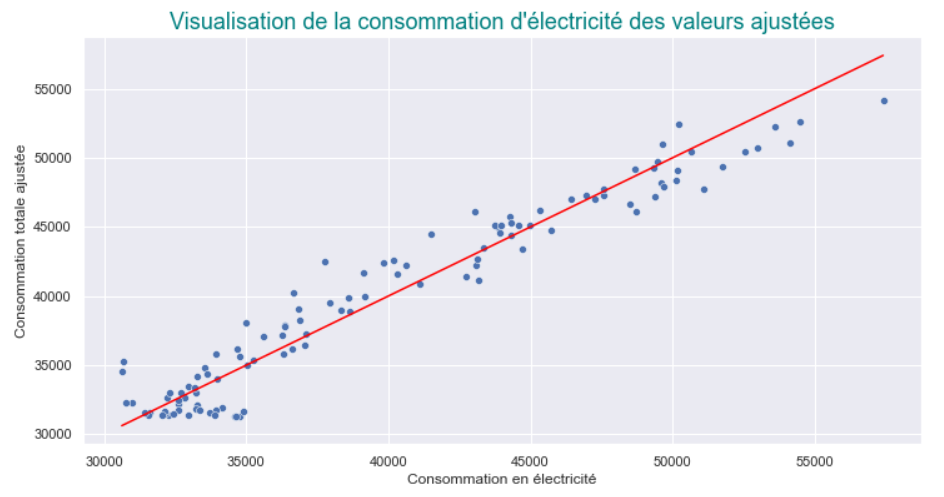 Visualisation de la consommation d'électricité des valeurs ajustées
55000
50000
45000
40000
35000
30000
Consommation totale ajustée
30000 35000 40000 45000 50000 55000
Consommation en électricité